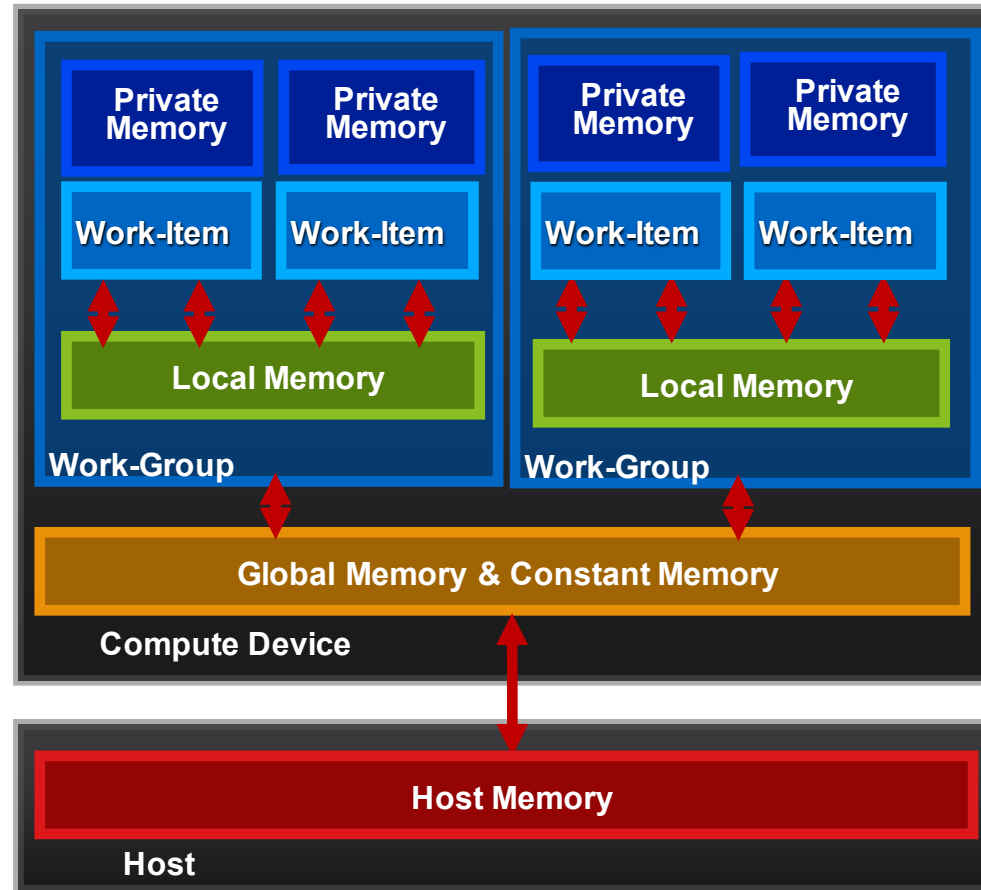 Private
Memory
Private
Memory
Private
Memory
Private
Memory
Work-Item
Work-Item
Work-Item
Work-Item
Local Memory
Local Memory
Work-Group
Work-Group
Global Memory & Constant Memory
Compute Device
Host Memory
Host